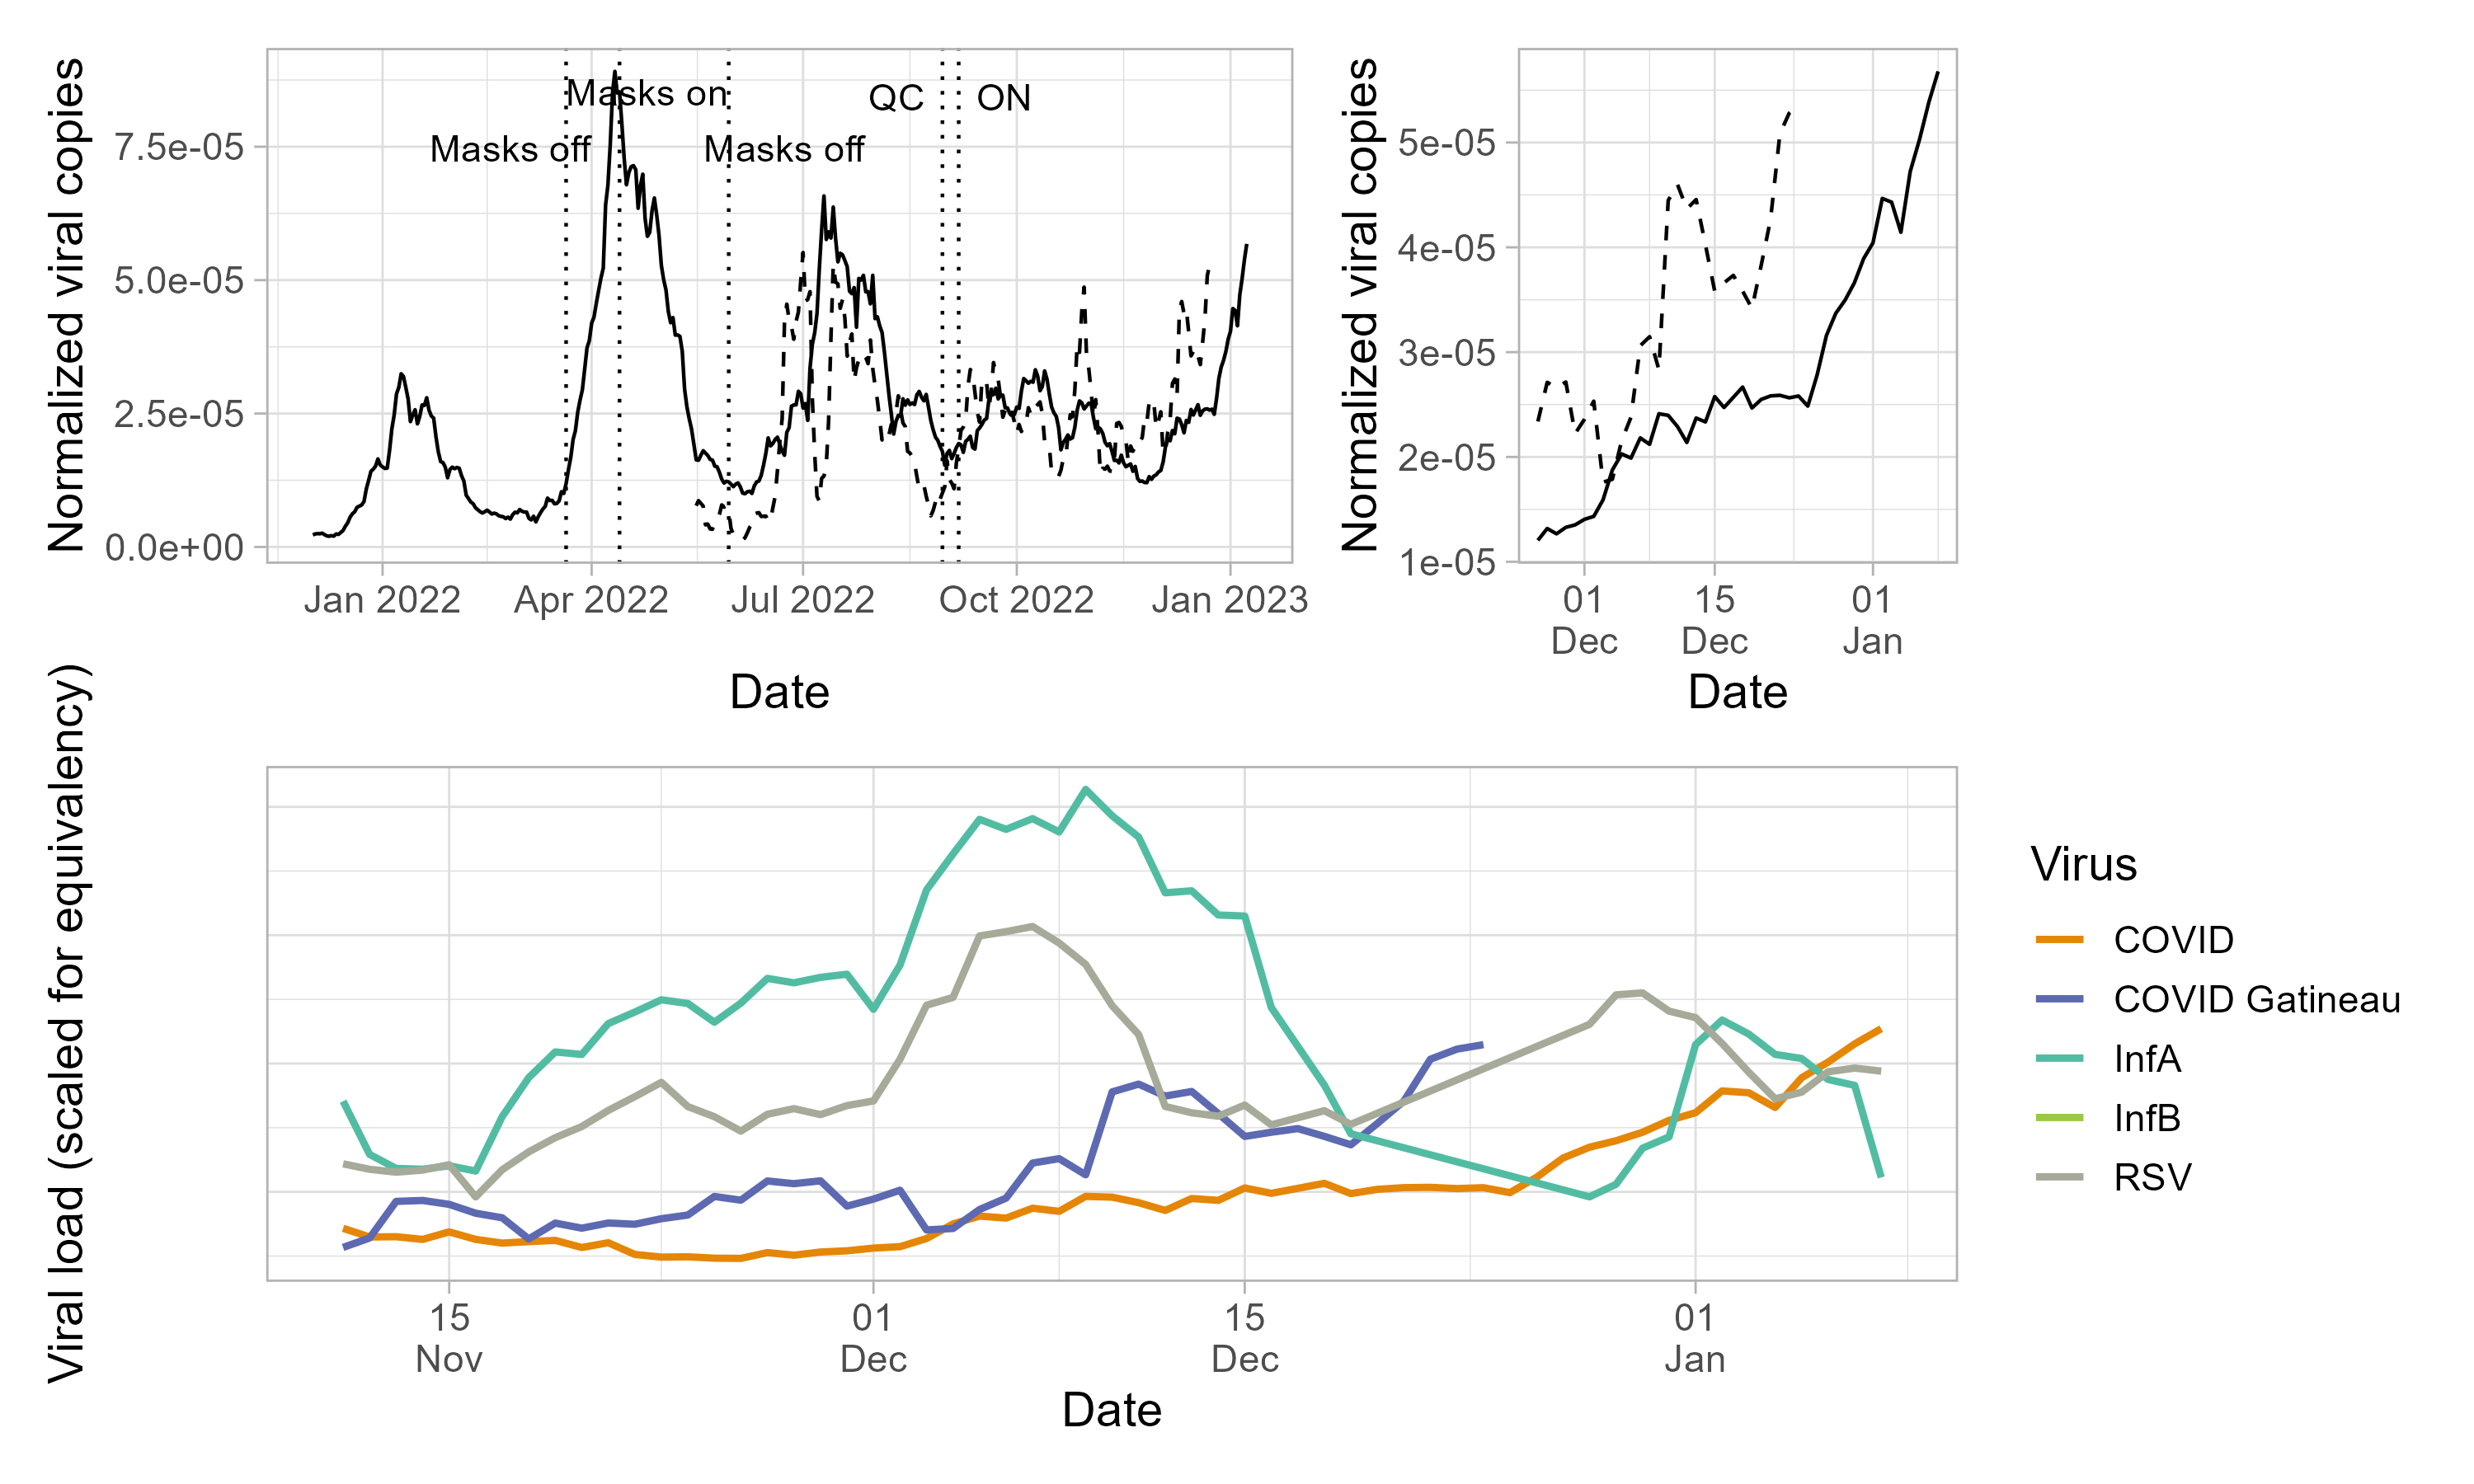 Normalized viral copies
7.5e-05
5.0e-05
2.5e-05
0.0e+00
Masks off
Masks on
Masks off
QC
ON
Jan 2022
Apr 2022
Jul 2022
Oct 2022
Jan 2023
Date
Normalized viral copies
5e-05
4e-05
3e-05
2e-05
1e-05
01
Dec
15
Dec
01
Jan
Date
Viral load (scaled for equivalency)
15
Nov
01
Dec
15
Dec
01
Jan
Date
Virus
COVID
COVID Gatineau
InfA
InfB
RSV